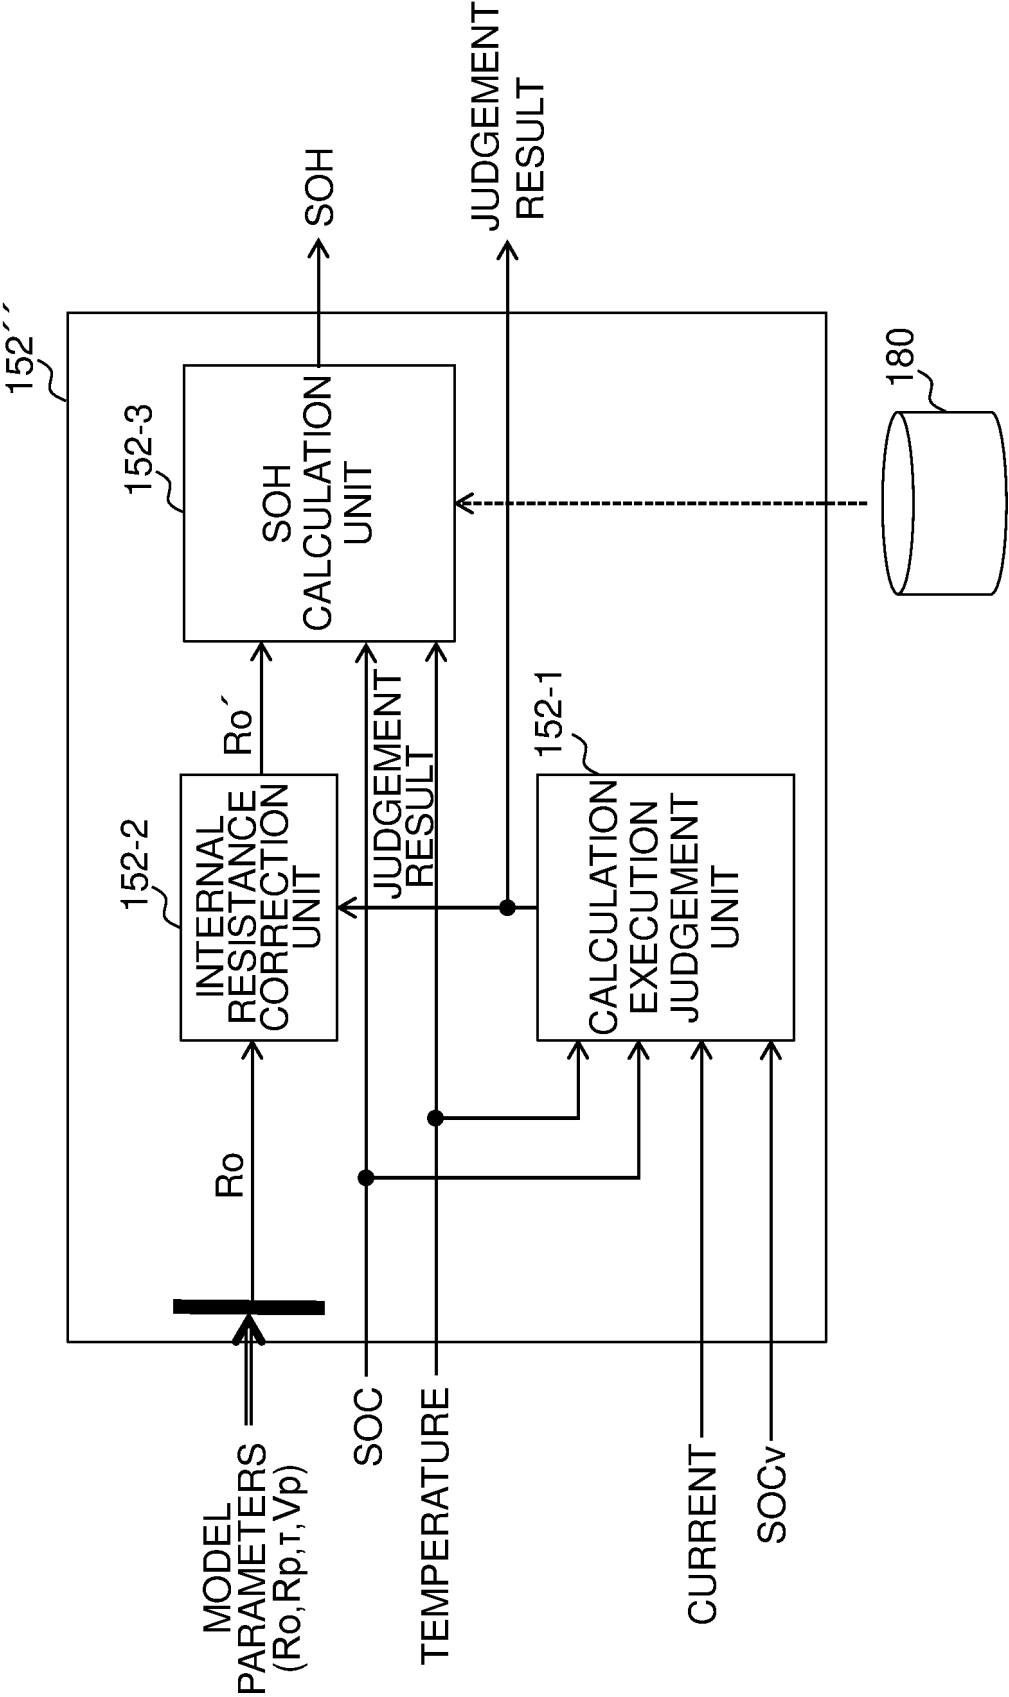 152´´
152-3
SOH
CALCULATION
UNIT
SOH
JUDGEMENT
RESULT
180
152-2
INTERNAL
RESISTANCE
CORRECTION
UNIT
Ro´
JUDGEMENT
RESULT
152-1
CALCULATION
EXECUTION
JUDGEMENT
UNIT
Ro
MODEL
PARAMETERS
(Ro,Rp,τ,Vp)
SOC
TEMPERATURE
CURRENT
SOCv